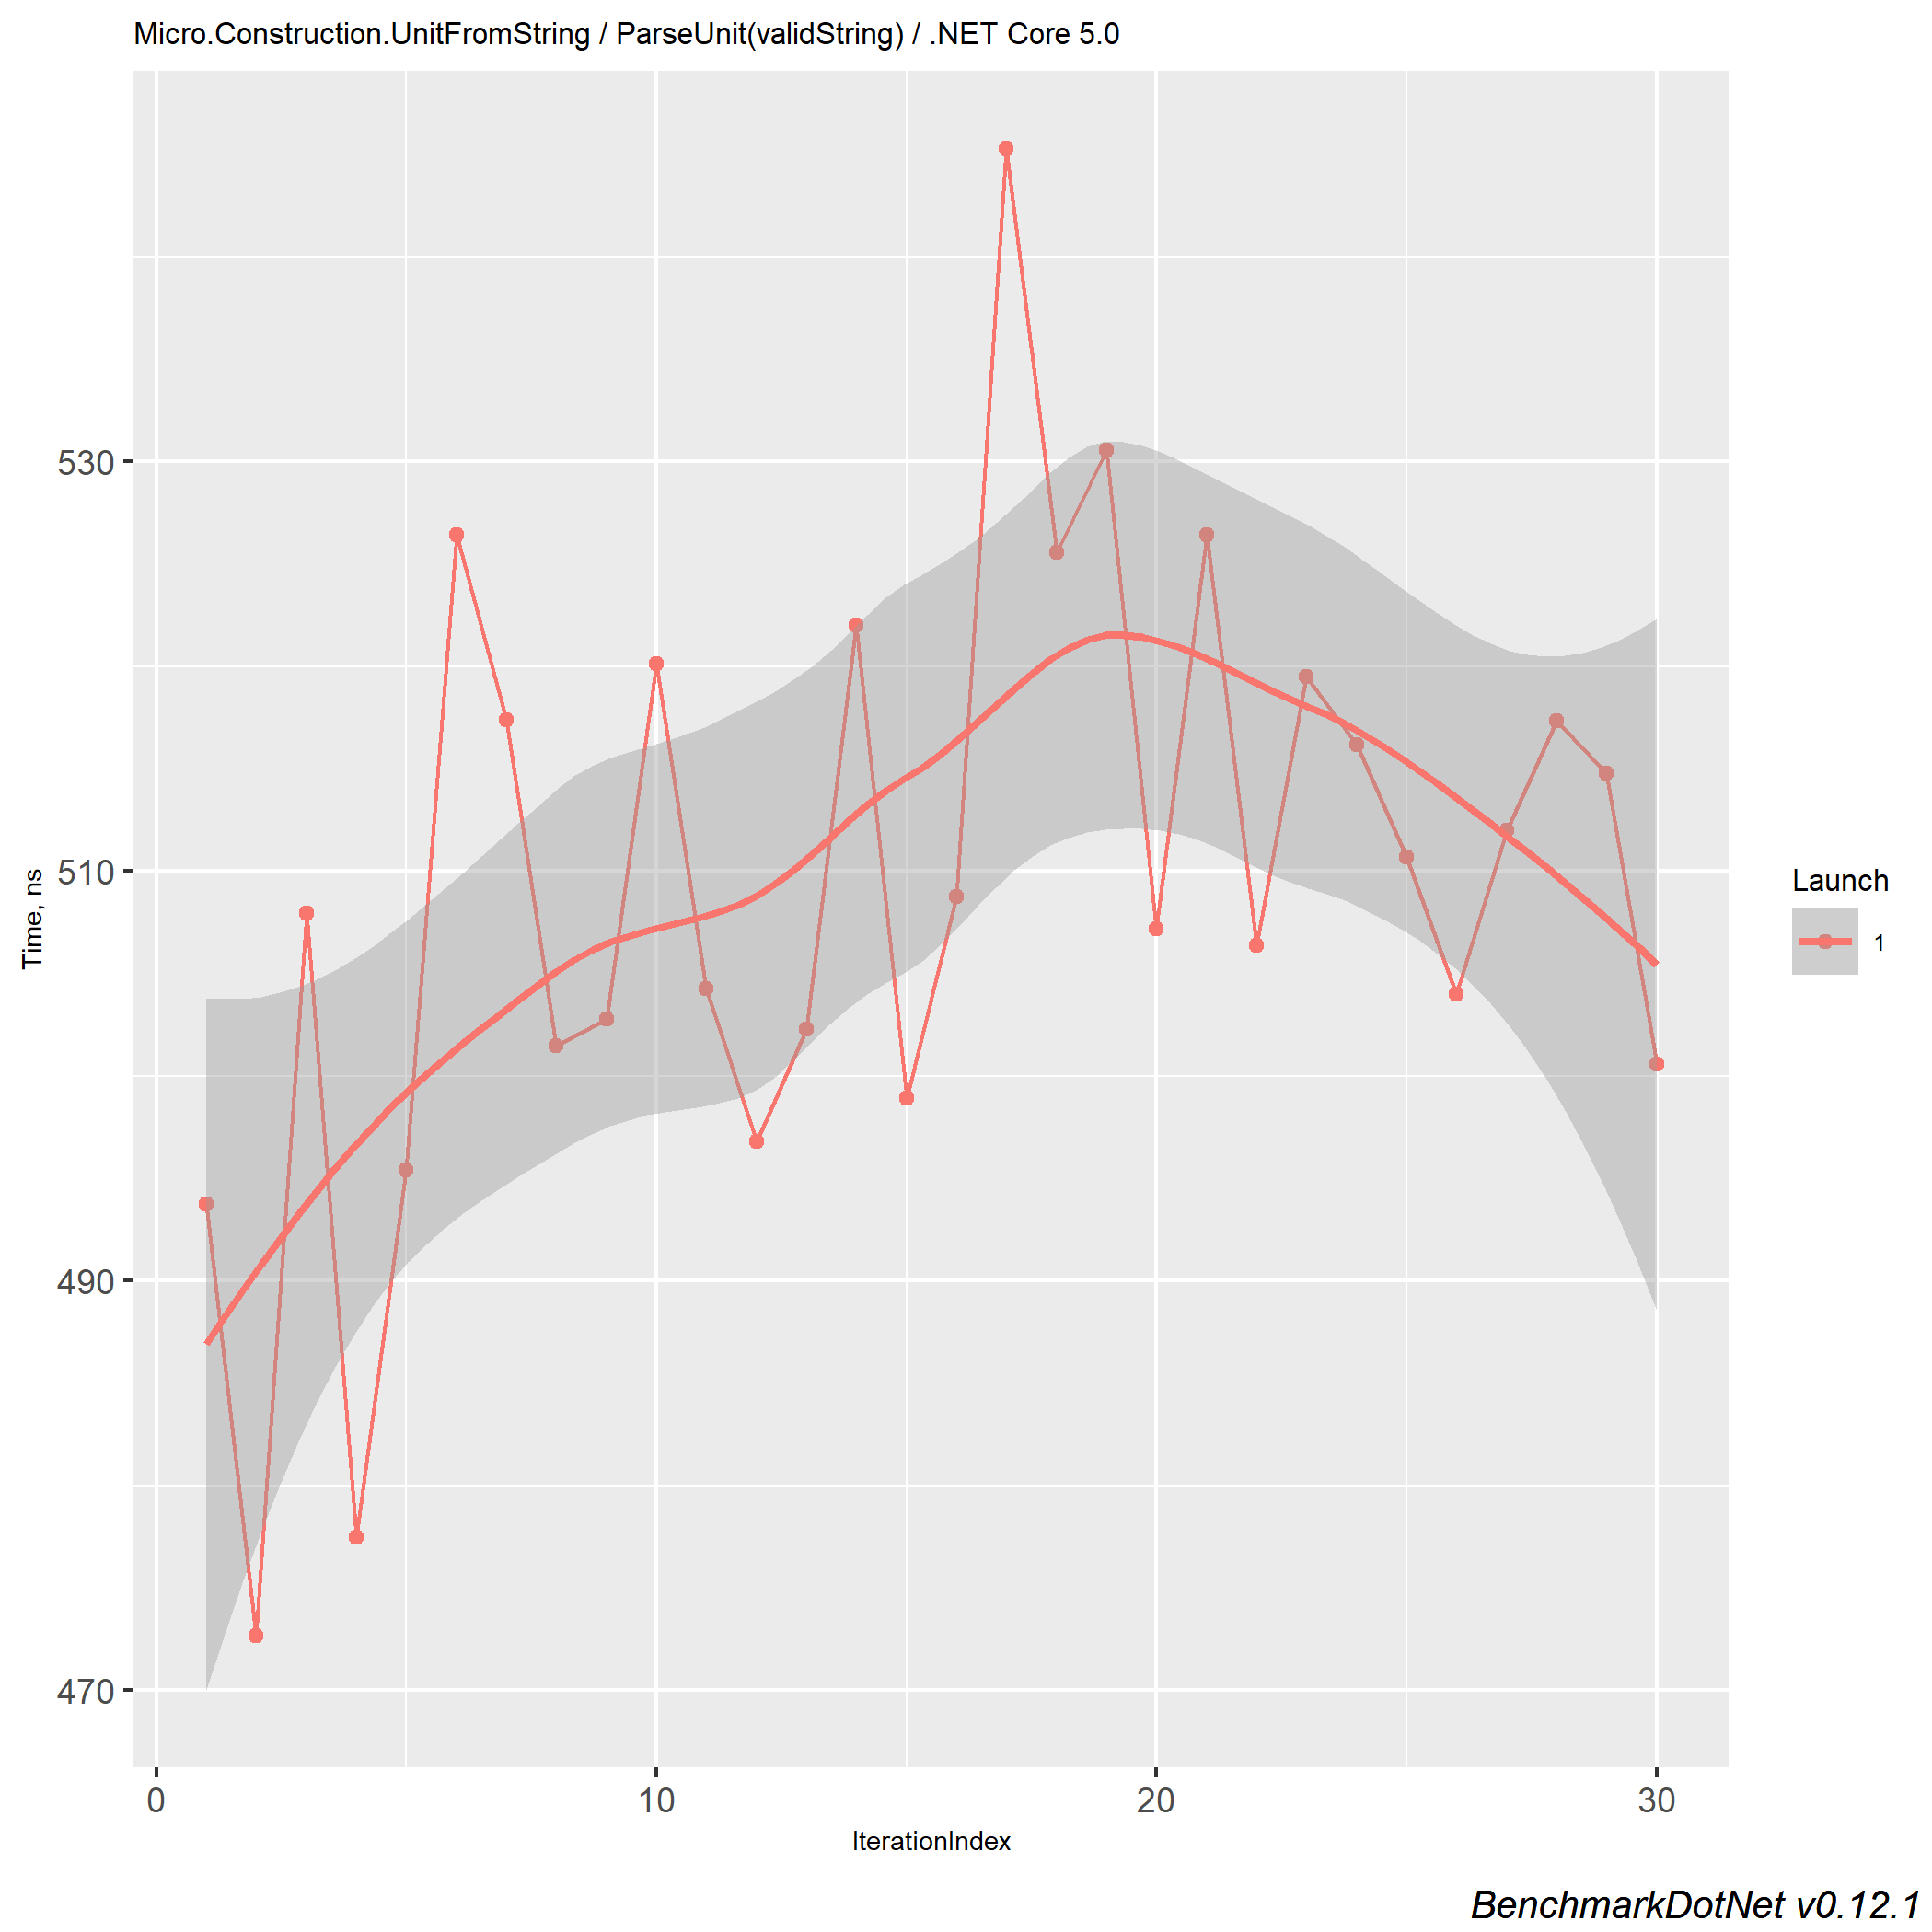 Micro.Construction.UnitFromString / ParseUnit(validString) / .NET Core 5.0
Time, ns
530
510
490
470
0 10 20 30
IterationIndex
Launch
1
BenchmarkDotNet v0.12.1